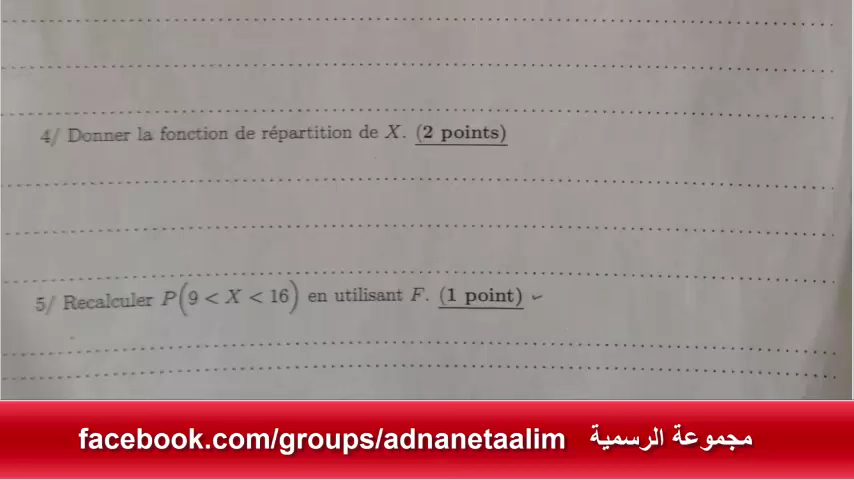 4/ Donner la fonction de répartition de X. (2 points)
5/ Recalculer P(9 < X < 16) en utilisant F. (1 point)
facebook.com/groups/adnanetaalim مجموعة الرسمية